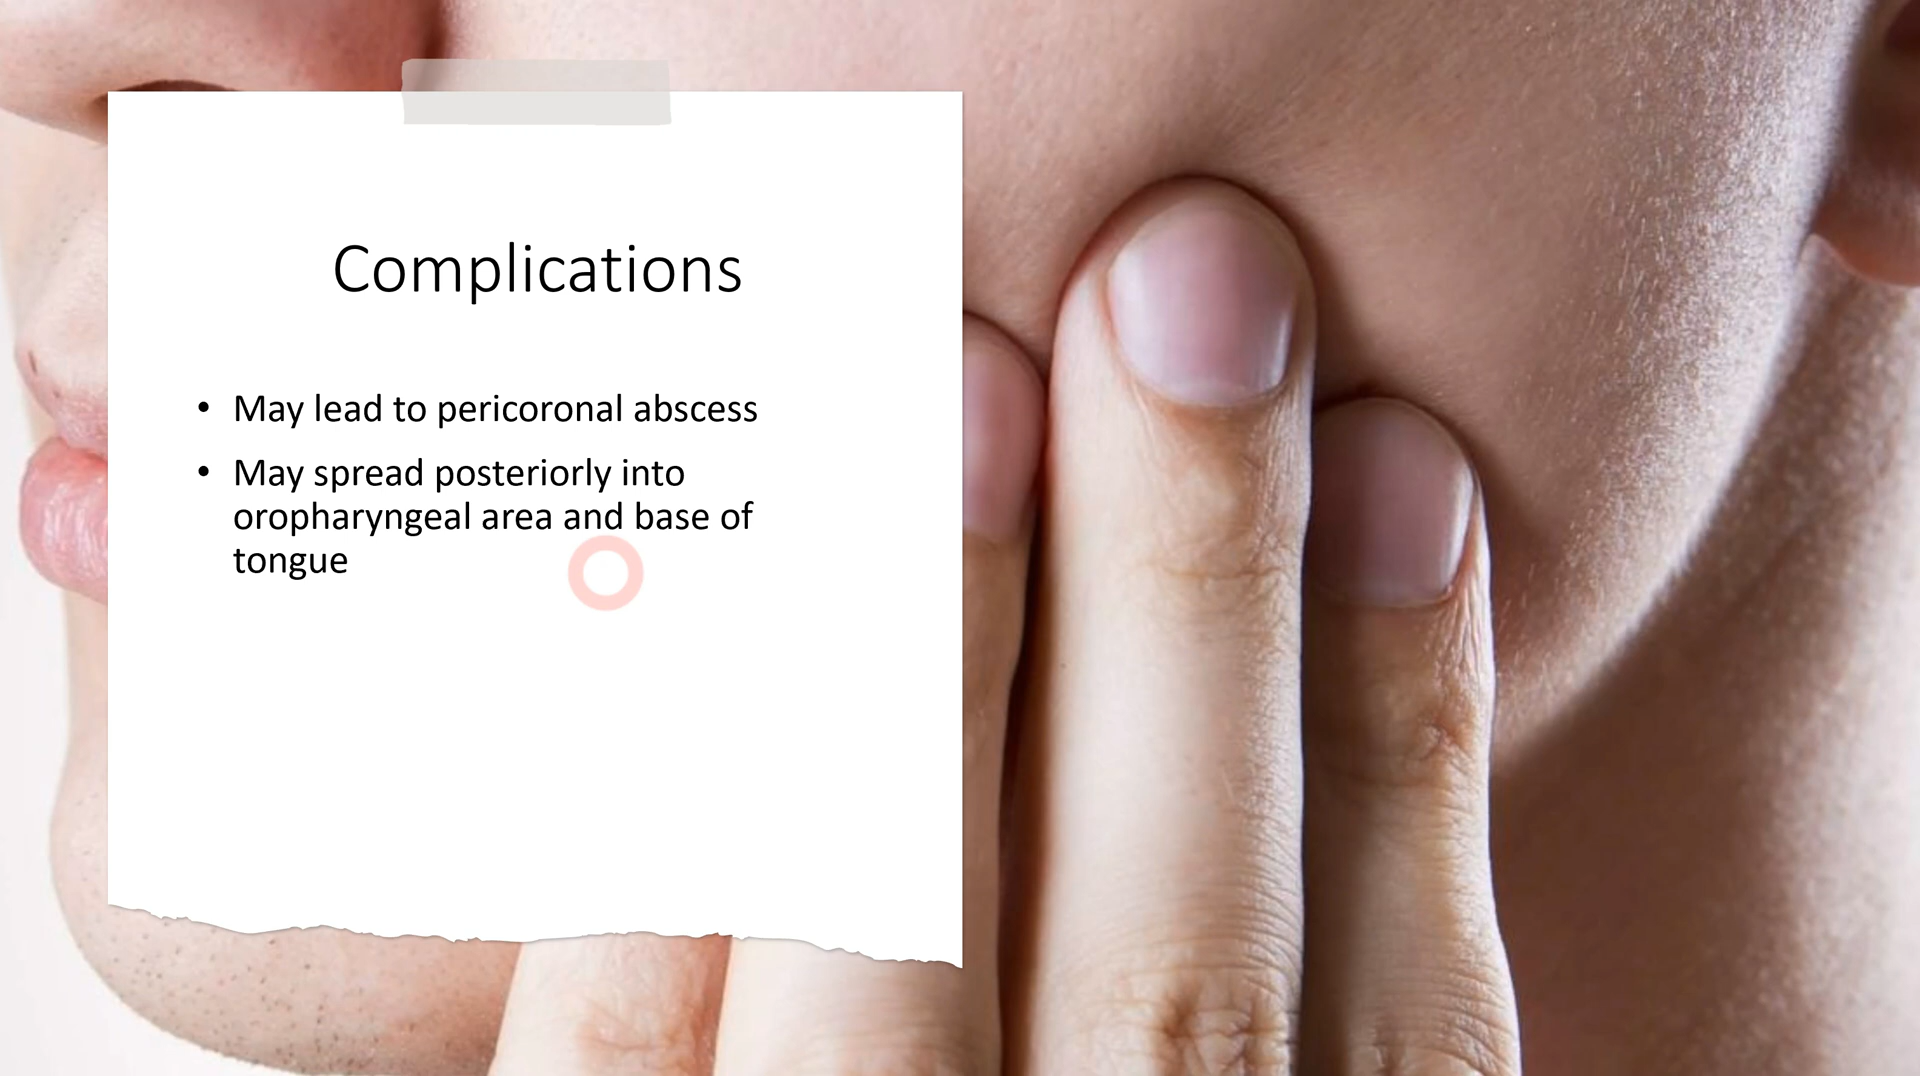 Complications
• May lead to pericoronal abscess
• May spread posteriorly into
oropharyngeal area and base of
tongue